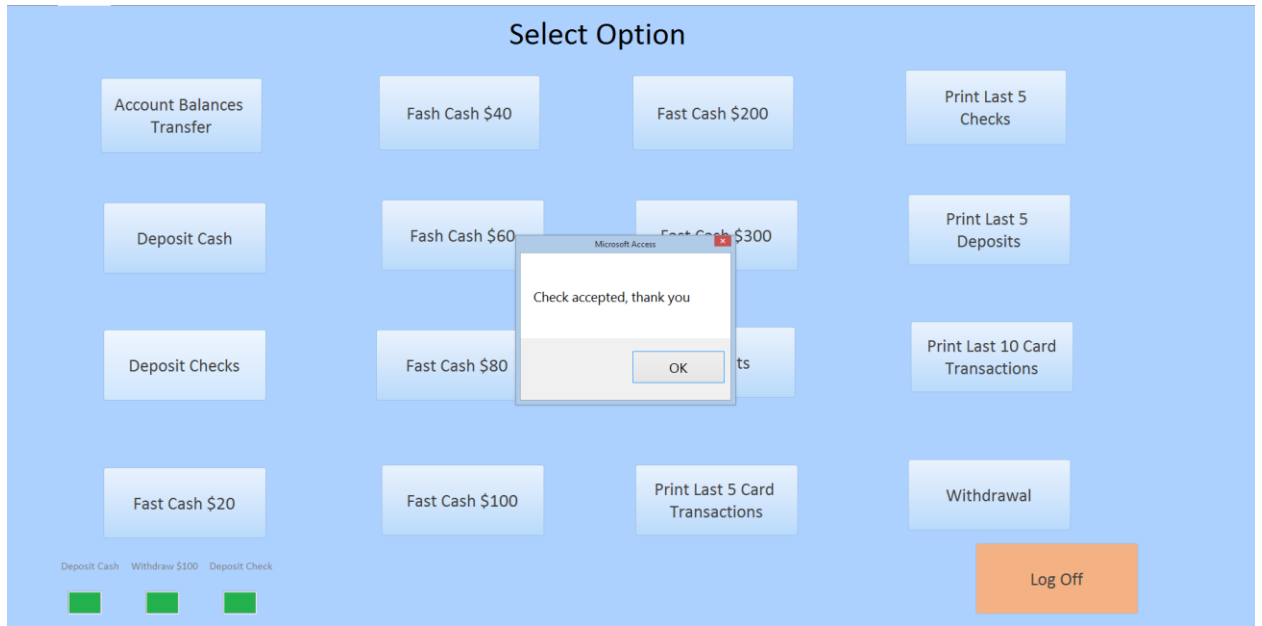 Select Option
Account Balances
Transfer
Fash Cash $40
Fast Cash $200
Print Last 5
Checks
Deposit Cash
Fash Cash $60
$300
Print Last 5
Deposits
Microsoft Access
Check accepted, thank you
OK
Deposit Checks
Fast Cash $80
ts
Print Last 10 Card
Transactions
Fast Cash $20
Fast Cash $100
Print Last 5 Card
Transactions
Withdrawal
Deposit Cash
Withdraw $100
Deposit Check
Log Off